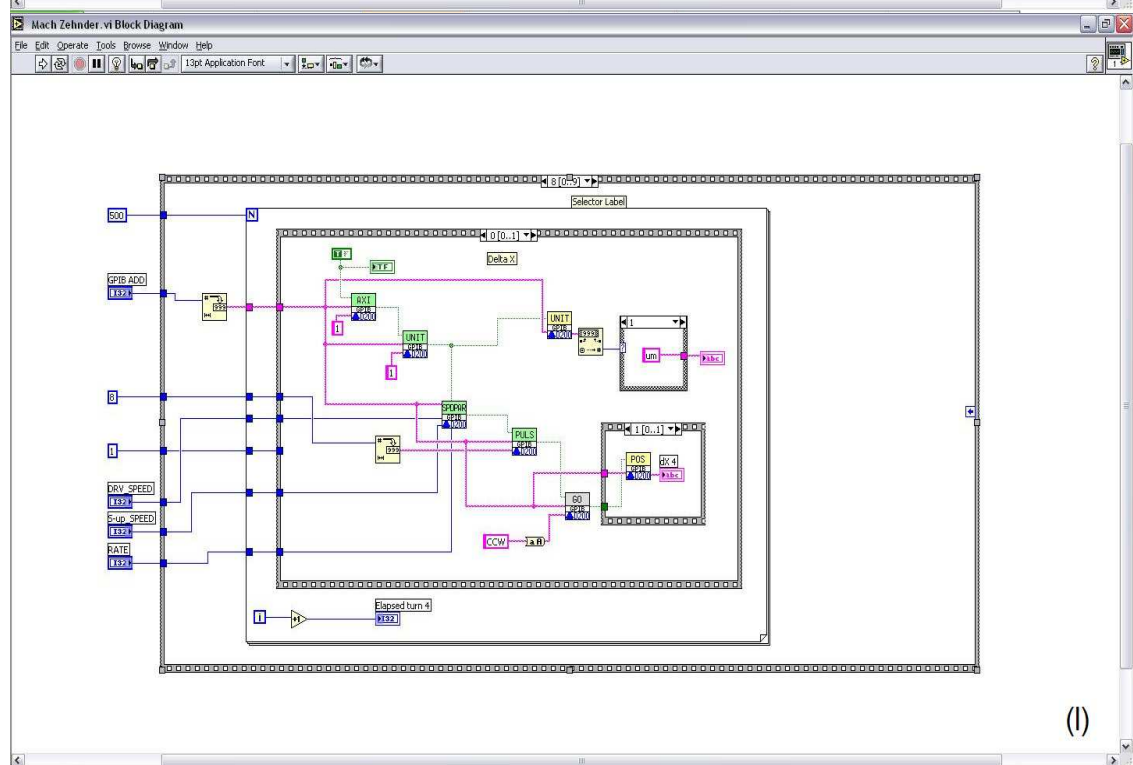 Mach Zehnder.vi Block Diagram
File Edit Operate Tools Browse Window Help
13pt Application Font
1
8 [0..9]
Selector Label
500
N
0 [0..1]
Delta X
T F
TF
GPIB ADD
I32
AXI
GPIB
1
UNIT
GPIB
1
UNIT
GPIB
1
um
abc
8
SPDPAR
GPIB
PULS
GPIB
1
1 [0..1]
POS
GPIB
dX 4
abc
DRV_SPEED
I32
GO
GPIB
S-up_SPEED
I32
CCW
RATE
I32
i
+1
Elapsed turn 4
I32
(l)